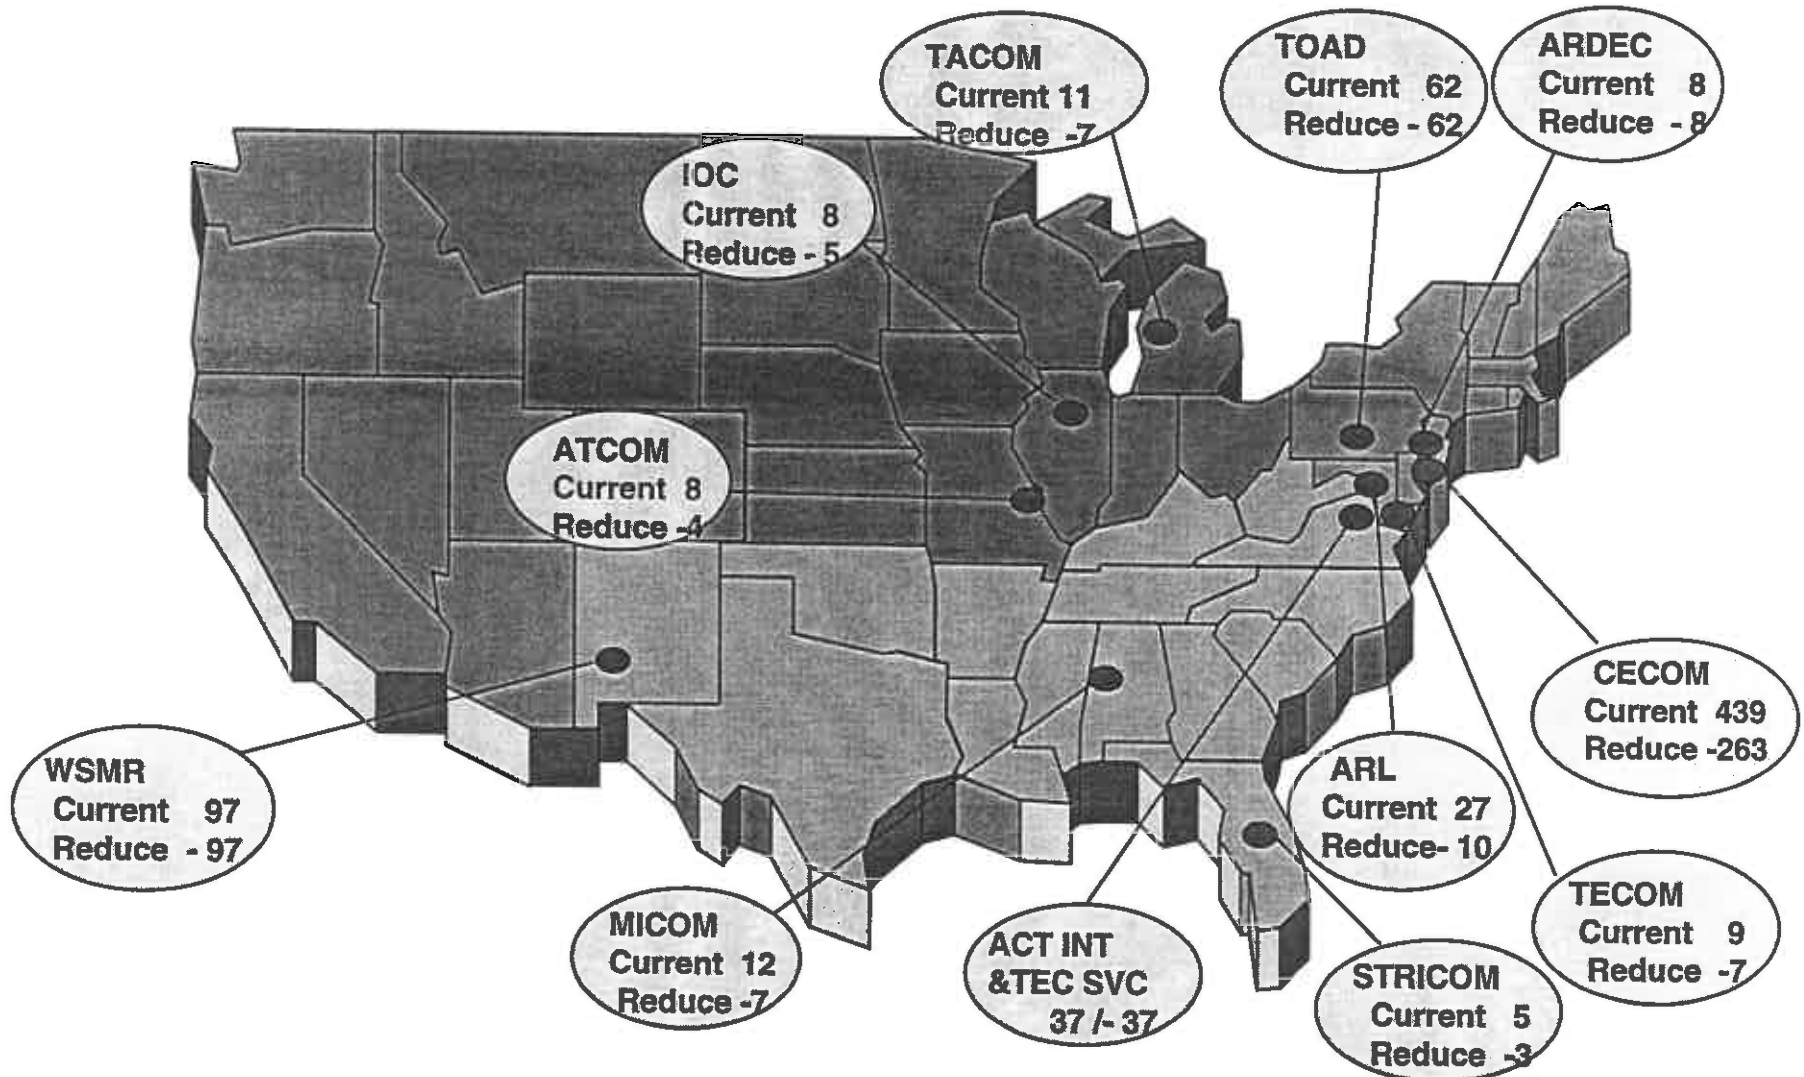 TACOM
Current 11
Reduce -7
TOAD
Current 62
Reduce - 62
ARDEC
Current 8
Reduce - 8
IOC
Current 8
Reduce - 5
ATCOM
Current 8
Reduce -4
CECOM
Current 439
Reduce -263
WSMR
Current 97
Reduce - 97
ARL
Current 27
Reduce- 10
TECOM
Current 9
Reduce -7
MICOM
Current 12
Reduce -7
ACT INT
&TEC SVC
37 /- 37
STRICOM
Current 5
Reduce -3